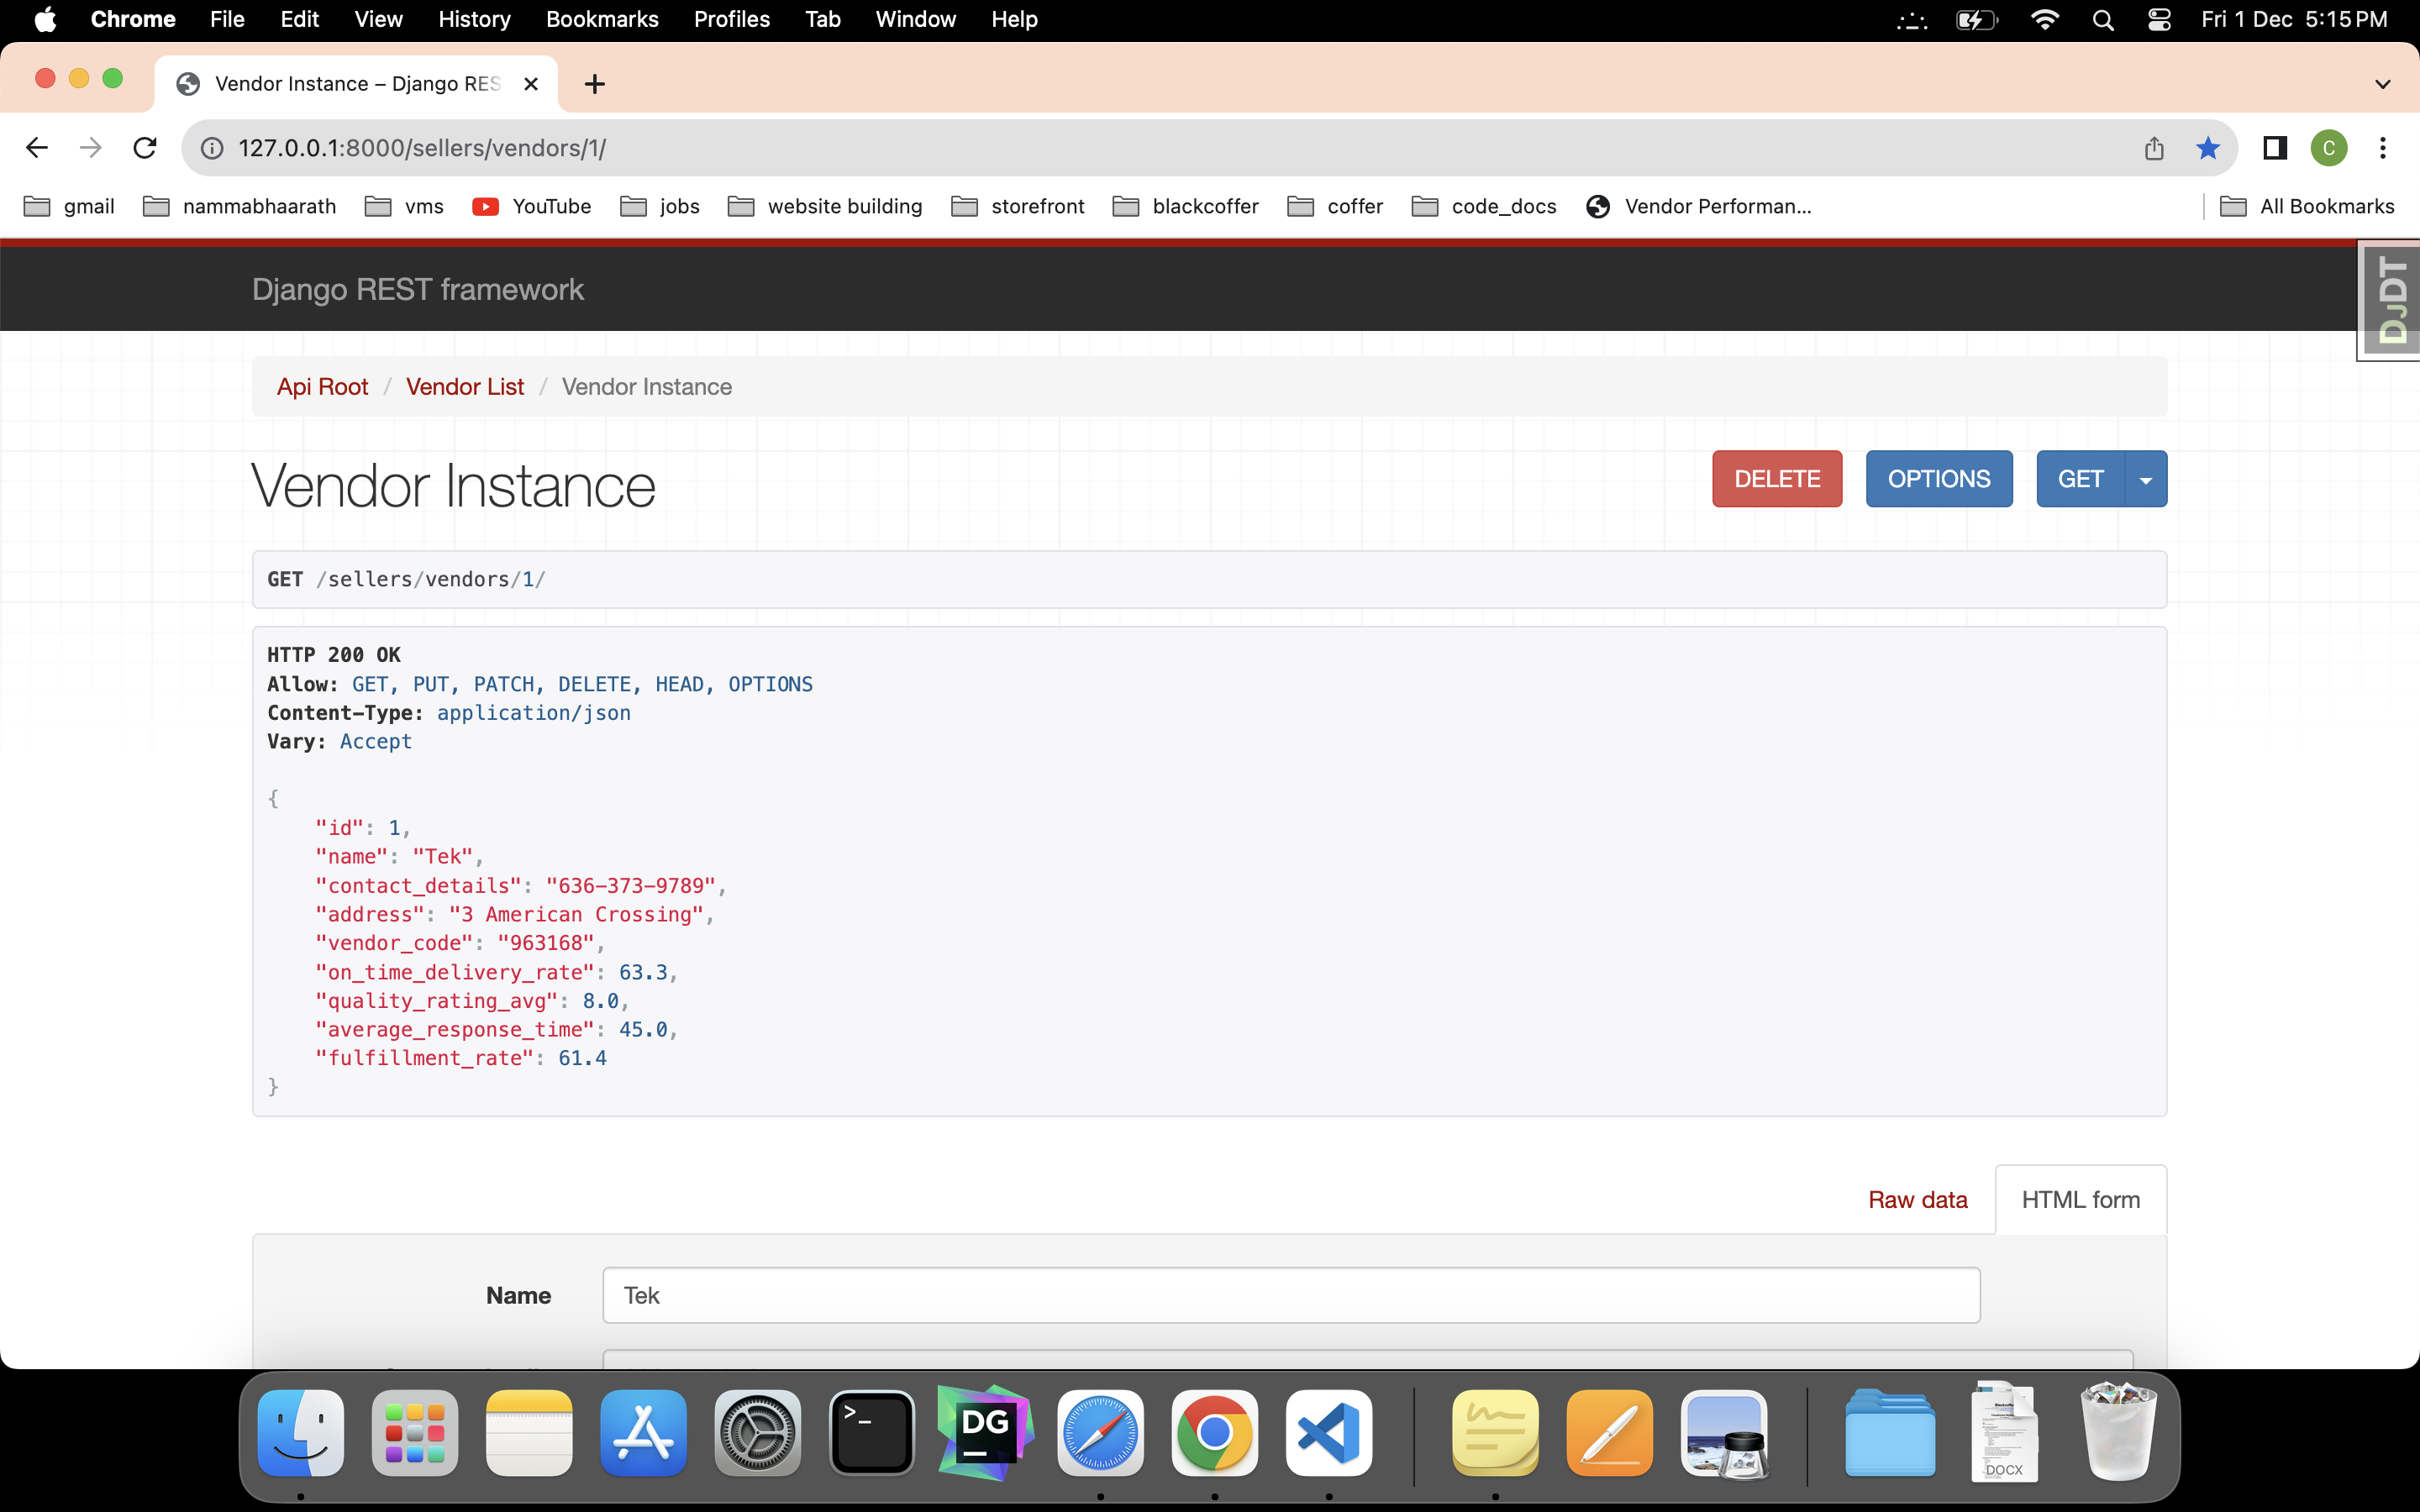 Chrome File Edit View History Bookmarks Profiles Tab Window Help Fri 1 Dec 5:15 PM
Vendor Instance – Django RES
127.0.0.1:8000/sellers/vendors/1/ C
gmail nammabhaarath vms YouTube jobs website building storefront blackcoffer coffer code_docs Vendor Performan... All Bookmarks
Django REST framework
DJDT
Api Root / Vendor List / Vendor Instance
Vendor Instance
DELETE OPTIONS GET
GET /sellers/vendors/1/
HTTP 200 OK
Allow: GET, PUT, PATCH, DELETE, HEAD, OPTIONS
Content-Type: application/json
Vary: Accept
{
"id": 1,
"name": "Tek",
"contact_details": "636-373-9789",
"address": "3 American Crossing",
"vendor_code": "963168",
"on_time_delivery_rate": 63.3,
"quality_rating_avg": 8.0,
"average_response_time": 45.0,
"fulfillment_rate": 61.4
}
Raw data HTML form
Name Tek
>_ DG DOCX